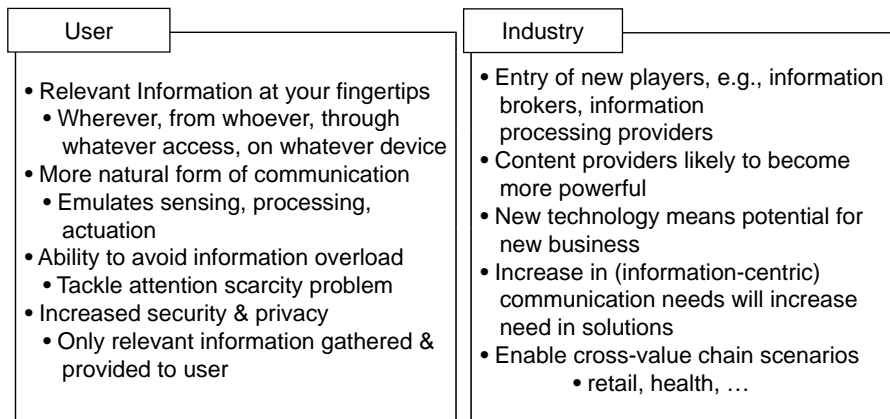 User
• Relevant Information at your fingertips
• Wherever, from whoever, through
whatever access, on whatever device
• More natural form of communication
• Emulates sensing, processing,
actuation
• Ability to avoid information overload
• Tackle attention scarcity problem
• Increased security & privacy
• Only relevant information gathered &
provided to user
Industry
• Entry of new players, e.g., information
brokers, information
processing providers
• Content providers likely to become
more powerful
• New technology means potential for
new business
• Increase in (information-centric)
communication needs will increase
need in solutions
• Enable cross-value chain scenarios
• retail, health, …